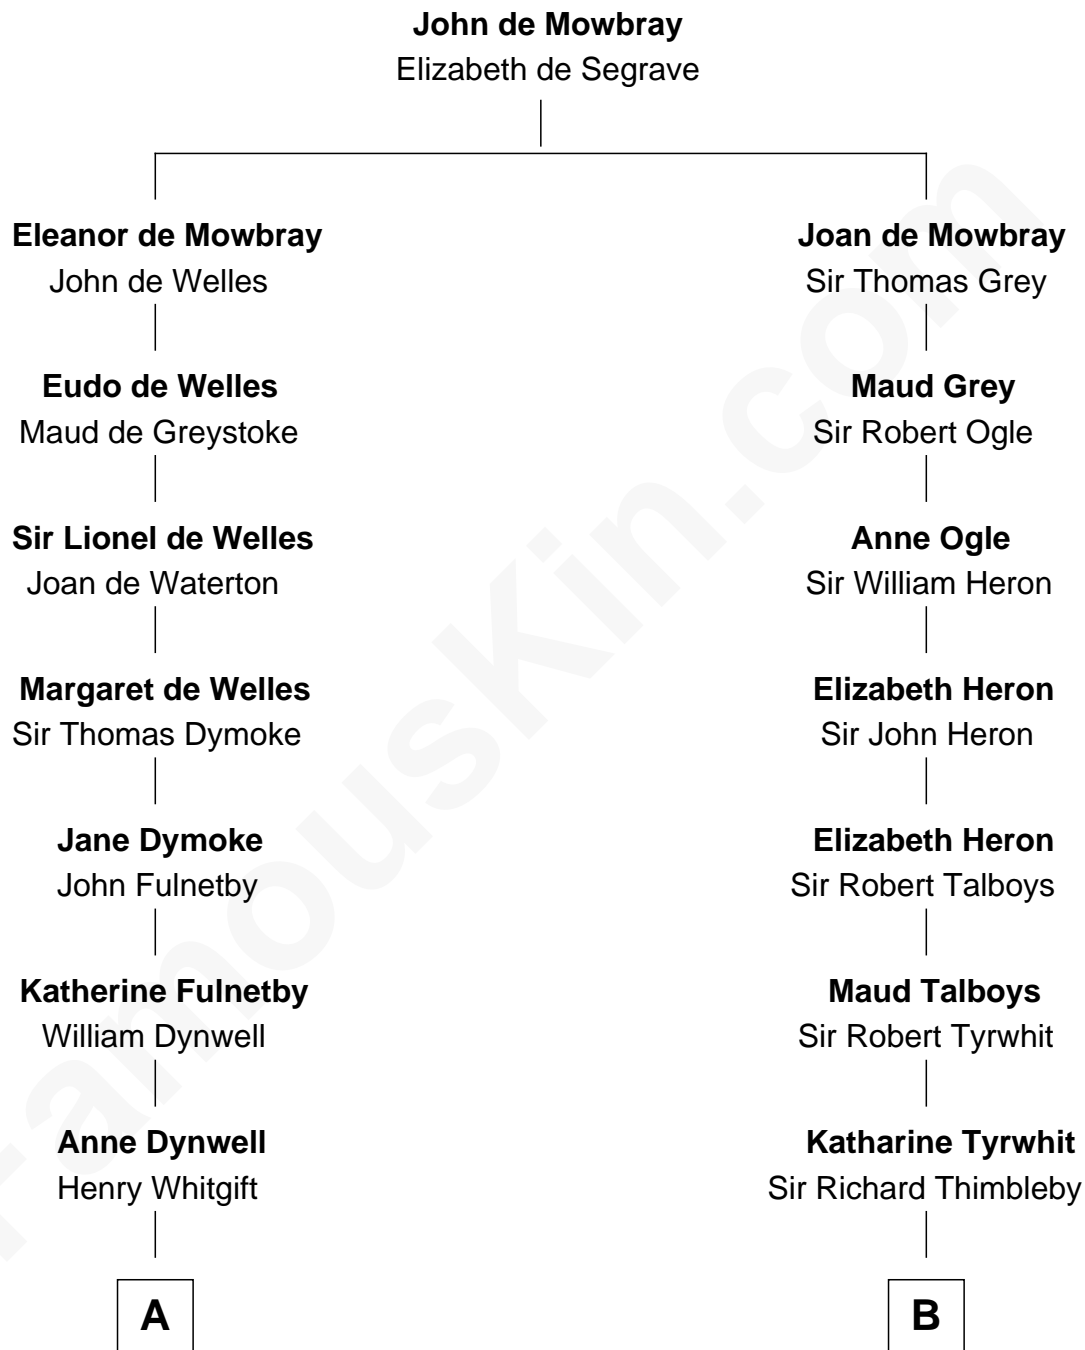 John de Mowbray
Elizabeth de Segrave
Eleanor de Mowbray
John de Welles
Joan de Mowbray
Sir Thomas Grey
Eudo de Welles
Maud de Greystoke
Maud Grey
Sir Robert Ogle
Sir Lionel de Welles
Joan de Waterton
Anne Ogle
Sir William Heron
Margaret de Welles
Sir Thomas Dymoke
Elizabeth Heron
Sir John Heron
Jane Dymoke
John Fulnetby
Elizabeth Heron
Sir Robert Talboys
Katherine Fulnetby
William Dynwell
Maud Talboys
Sir Robert Tyrwhit
Anne Dynwell
Henry Whitgift
Katharine Tyrwhit
Sir Richard Thimbleby
A
B
FamousKin.com